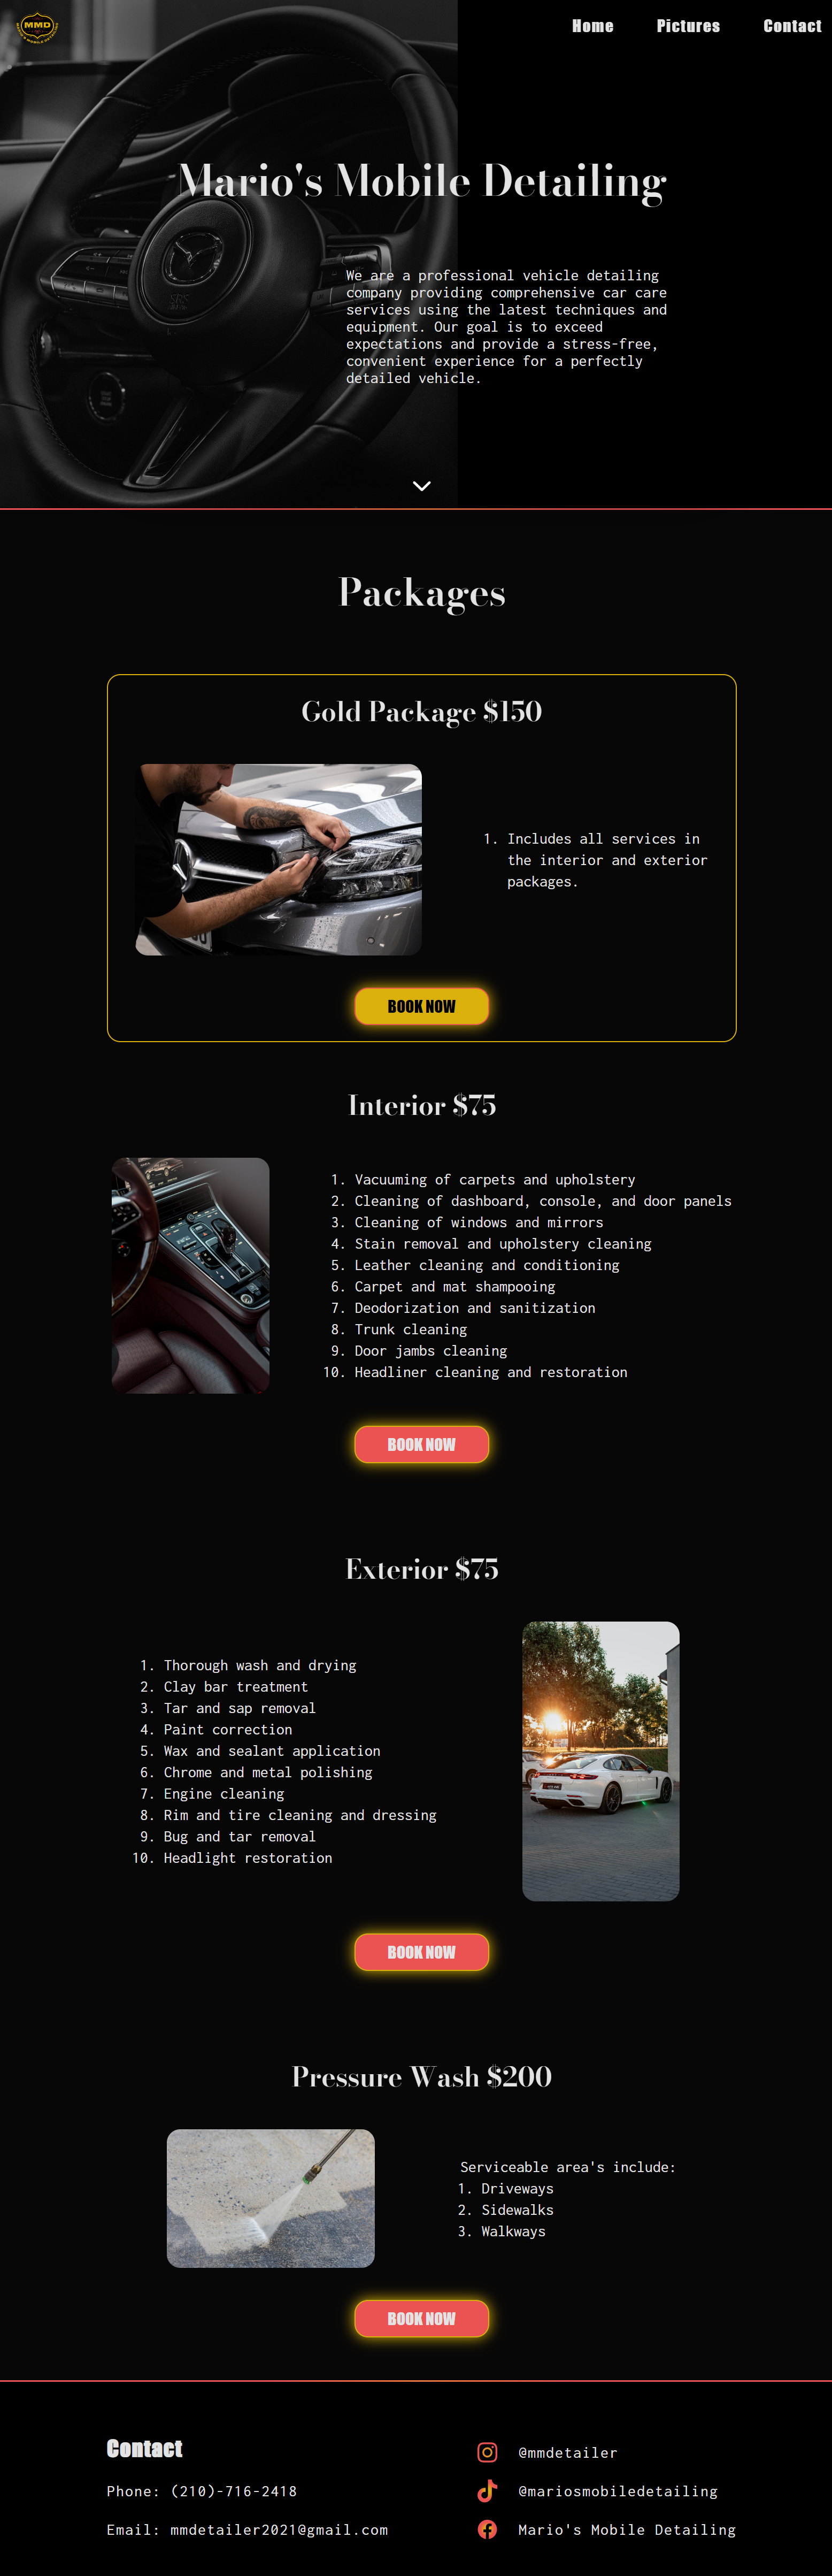 MMD
MARIO'S MOBILE DETAILING
Home Pictures Contact
Mario's Mobile Detailing
We are a professional vehicle detailing
company providing comprehensive car care
services using the latest techniques and
equipment. Our goal is to exceed
expectations and provide a stress-free,
convenient experience for a perfectly
detailed vehicle.
SRS
Packages
Gold Package $150
1. Includes all services in
the interior and exterior
packages.
BOOK NOW
Interior $75
1. Vacuuming of carpets and upholstery
2. Cleaning of dashboard, console, and door panels
3. Cleaning of windows and mirrors
4. Stain removal and upholstery cleaning
5. Leather cleaning and conditioning
6. Carpet and mat shampooing
7. Deodorization and sanitization
8. Trunk cleaning
9. Door jambs cleaning
10. Headliner cleaning and restoration
BOOK NOW
Exterior $75
1. Thorough wash and drying
2. Clay bar treatment
3. Tar and sap removal
4. Paint correction
5. Wax and sealant application
6. Chrome and metal polishing
7. Engine cleaning
8. Rim and tire cleaning and dressing
9. Bug and tar removal
10. Headlight restoration
BOOK NOW
Pressure Wash $200
Serviceable area's include:
1. Driveways
2. Sidewalks
3. Walkways
BOOK NOW
Contact
Phone: (210)-716-2418
Email: mmdetailer2021@gmail.com
@mmdetailer
@mariosmobiledetailing
Mario's Mobile Detailing